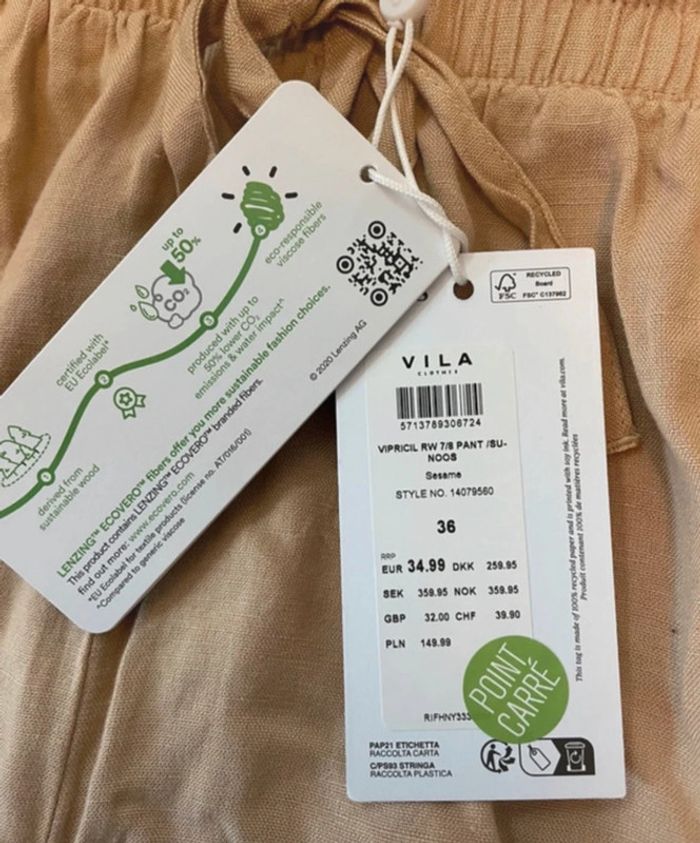 eco-responsible
viscose fibers
up to
50%
CO₂
produced with up to
50% lower CO₂
emissions & water impact^
certified with
EU Ecolabel*
derived from
sustainable wood
LENZING™ ECOVERO™ fibers offer you more sustainable fashion choices.
This product contains LENZING™ ECOVERO™ branded fibers.
find out more: www.ecovero.com
*EU Ecolabel for textile products (license no. AT/016/001)
^Compared to generic viscose
© 2020 Lenzing AG
FSC
RECYCLED
Board
FSC® C137982
VILA
CLOTHES
5713789306724
VIPRICIL RW 7/8 PANT /SU-
NOOS
Sesame
STYLE NO. 14079560
36
RRP
EUR 34.99 DKK 259.95
SEK 359.95 NOK 359.95
GBP 32.00 CHF 39.90
PLN 149.99
POINT
CARRÉ
RIFHNY333
PAP21 ETICHETTA
RACCOLTA CARTA
C/PS93 STRINGA
RACCOLTA PLASTICA
This tag is made of 100% recycled paper and is printed with soy ink. Read more at vila.com.
Produit contenant 100% de matières recyclées